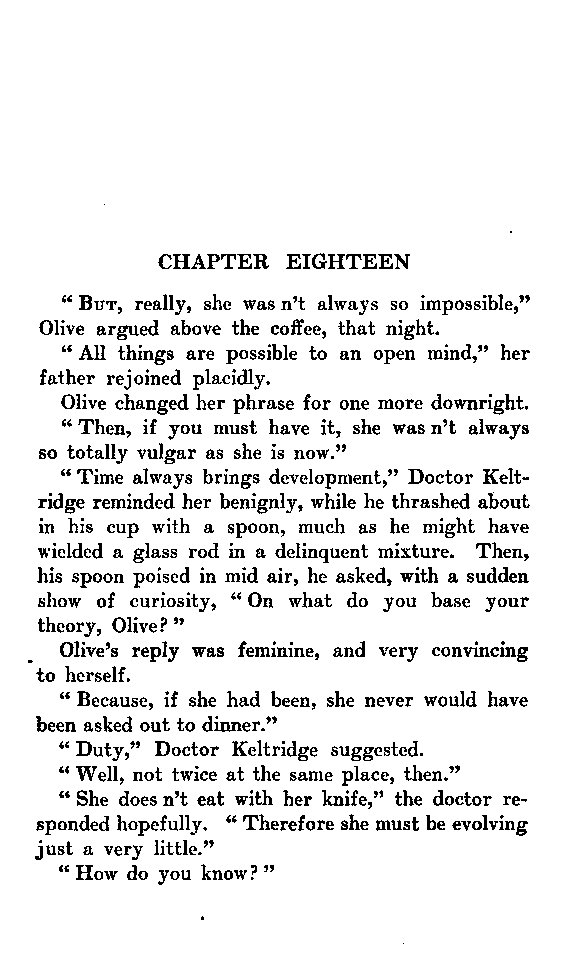 CHAPTER EIGHTEEN
“ BUT, really, she was n’t always so impossible,”
Olive argued above the coffee, that night.
“ All things are possible to an open mind,” her
father rejoined placidly.
Olive changed her phrase for one more downright.
“ Then, if you must have it, she was n’t always
so totally vulgar as she is now.”
“ Time always brings development,” Doctor Kelt-
ridge reminded her benignly, while he thrashed about
in his cup with a spoon, much as he might have
wielded a glass rod in a delinquent mixture. Then,
his spoon poised in mid air, he asked, with a sudden
show of curiosity, “ On what do you base your
theory, Olive? ”
Olive’s reply was feminine, and very convincing
to herself.
“ Because, if she had been, she never would have
been asked out to dinner.”
“ Duty,” Doctor Keltridge suggested.
“ Well, not twice at the same place, then.”
“ She does n’t eat with her knife,” the doctor re-
sponded hopefully. “ Therefore she must be evolving
just a very little.”
“ How do you know? ”